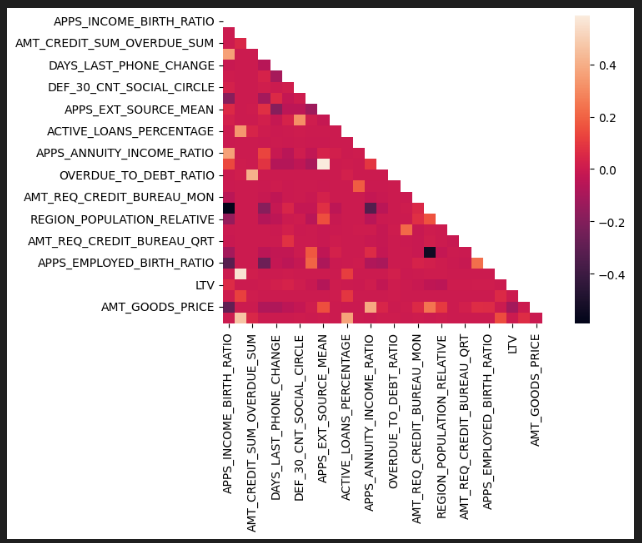 APPS_INCOME_BIRTH_RATIO
AMT_CREDIT_SUM_OVERDUE_SUM
DAYS_LAST_PHONE_CHANGE
DEF_30_CNT_SOCIAL_CIRCLE
APPS_EXT_SOURCE_MEAN
ACTIVE_LOANS_PERCENTAGE
APPS_ANNUITY_INCOME_RATIO
OVERDUE_TO_DEBT_RATIO
AMT_REQ_CREDIT_BUREAU_MON
REGION_POPULATION_RELATIVE
AMT_REQ_CREDIT_BUREAU_QRT
APPS_EMPLOYED_BIRTH_RATIO
LTV
AMT_GOODS_PRICE
APPS_INCOME_BIRTH_RATIO
AMT_CREDIT_SUM_OVERDUE_SUM
DAYS_LAST_PHONE_CHANGE
DEF_30_CNT_SOCIAL_CIRCLE
APPS_EXT_SOURCE_MEAN
ACTIVE_LOANS_PERCENTAGE
APPS_ANNUITY_INCOME_RATIO
OVERDUE_TO_DEBT_RATIO
AMT_REQ_CREDIT_BUREAU_MON
REGION_POPULATION_RELATIVE
AMT_REQ_CREDIT_BUREAU_QRT
APPS_EMPLOYED_BIRTH_RATIO
LTV
AMT_GOODS_PRICE
0.4
0.2
0.0
−0.2
−0.4